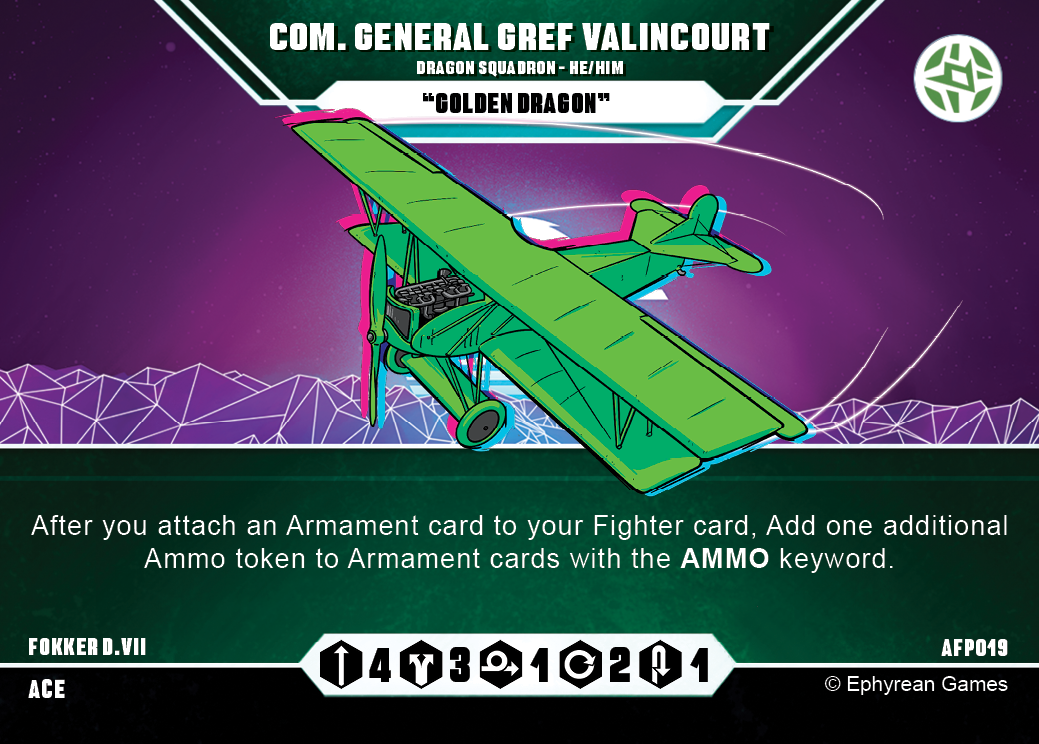 COM. GENERAL GREF VALINCOURT
DRAGON SQUADRON - HE/HIM
“GOLDEN DRAGON”
After you attach an Armament card to your Fighter card, Add one additional
Ammo token to Armament cards with the AMMO keyword.
FOKKER D.VII
4 3 1 2 1
AFP019
ACE
© Ephyrean Games